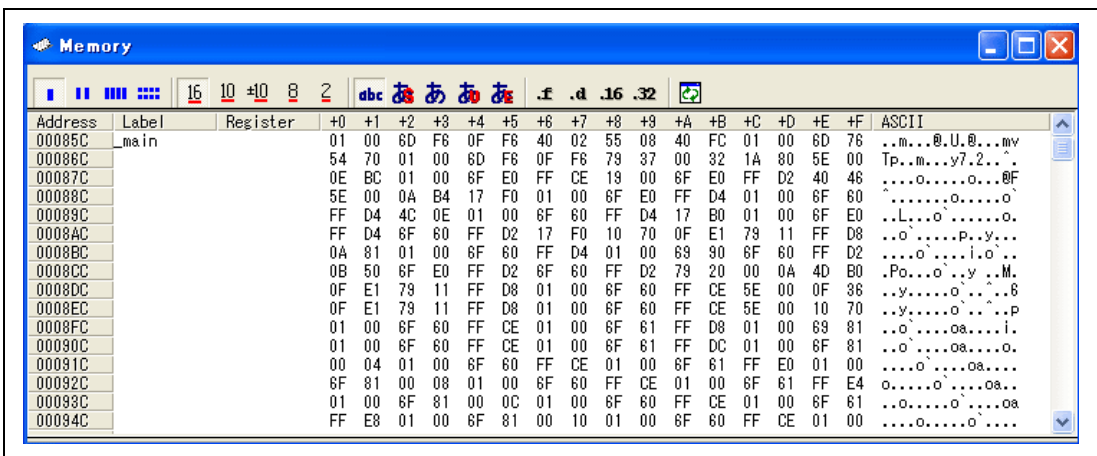 Memory
16 10 ±10 8 2 abc あS あ あD あE .f .d .16 .32
Address Label Register +0 +1 +2 +3 +4 +5 +6 +7 +8 +9 +A +B +C +D +E +F ASCII
00085C _main 01 00 6D F6 0F F6 40 02 55 08 40 FC 01 00 6D 76 ..m...@.U.@...mv
00086C 54 70 01 00 6D F6 0F F6 79 37 00 32 1A 80 5E 00 Tp..m...y7.2..^.
00087C 0E BC 01 00 6F E0 FF CE 19 00 6F E0 FF D2 40 46 ....o.....o...@F
00088C 5E 00 0A B4 17 F0 01 00 6F E0 FF D4 01 00 6F 60 ^.......o.....o`
00089C FF D4 4C 0E 01 00 6F 60 FF D4 17 B0 01 00 6F E0 ..L...o`......o.
0008AC FF D4 6F 60 FF D2 17 F0 10 70 0F E1 79 11 FF D8 ..o`.....p..y...
0008BC 0A 81 01 00 6F 60 FF D4 01 00 69 90 6F 60 FF D2 ....o`....i.o`..
0008CC 0B 50 6F E0 FF D2 6F 60 FF D2 79 20 00 0A 4D B0 .Po...o`..y ..M.
0008DC 0F E1 79 11 FF D8 01 00 6F 60 FF CE 5E 00 0F 36 ..y.....o`..^..6
0008EC 0F E1 79 11 FF D8 01 00 6F 60 FF CE 5E 00 10 70 ..y.....o`..^..p
0008FC 01 00 6F 60 FF CE 01 00 6F 61 FF D8 01 00 69 81 ..o`....oa....i.
00090C 01 00 6F 60 FF CE 01 00 6F 61 FF DC 01 00 6F 81 ..o`....oa....o.
00091C 00 04 01 00 6F 60 FF CE 01 00 6F 61 FF E0 01 00 ....o`....oa....
00092C 6F 81 00 08 01 00 6F 60 FF CE 01 00 6F 61 FF E4 o.....o`....oa..
00093C 01 00 6F 81 00 0C 01 00 6F 60 FF CE 01 00 6F 61 ..o.....o`....oa
00094C FF E8 01 00 6F 81 00 10 01 00 6F 60 FF CE 01 00 ....o.....o`....